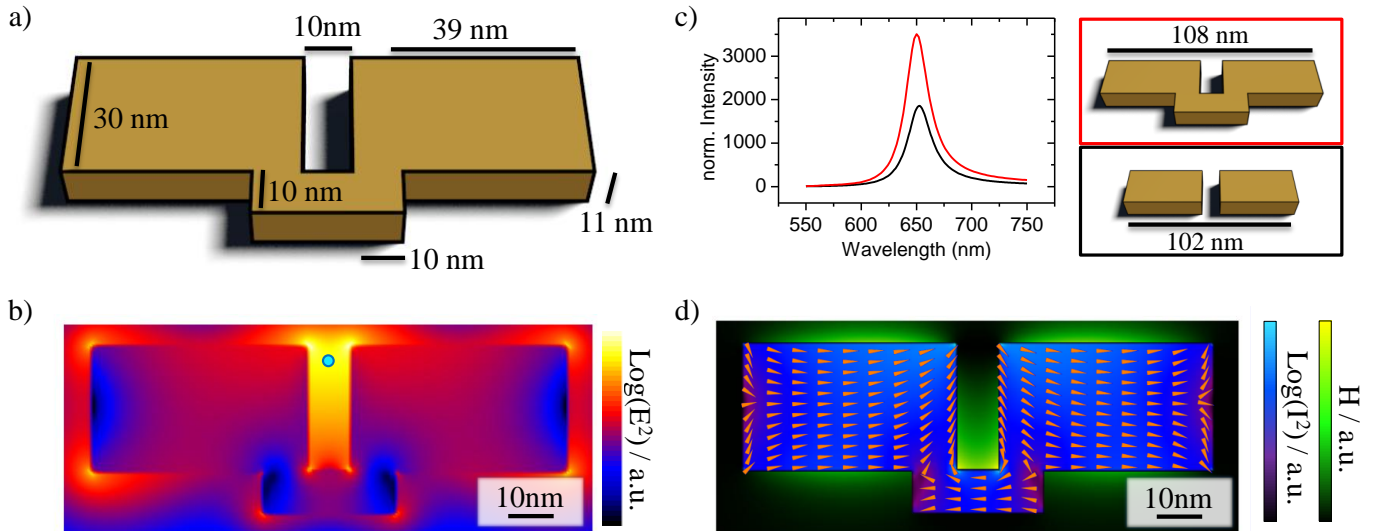 a)
10nm
39 nm
30 nm
10 nm
11 nm
10 nm
b)
Log(E²) / a.u.
10nm
c)
norm. Intensity
3000
2000
1000
0
550
600
650
700
750
Wavelength (nm)
108 nm
102 nm
d)
Log(I²) / a.u.
H / a.u.
10nm